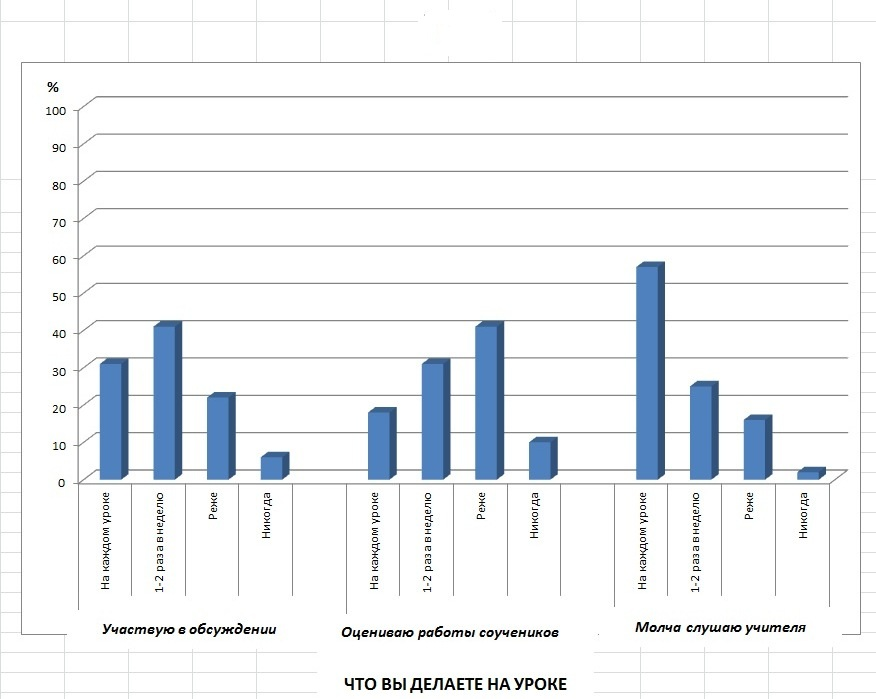 %
100
90
80
70
60
50
40
30
20
10
0
На каждом уроке
1-2 раза в неделю
Реже
Никогда
На каждом уроке
1-2 раза в неделю
Реже
Никогда
На каждом уроке
1-2 раза в неделю
Реже
Никогда
Участвую в обсуждении
Оцениваю работы соучеников
Молча слушаю учителя
ЧТО ВЫ ДЕЛАЕТЕ НА УРОКЕ